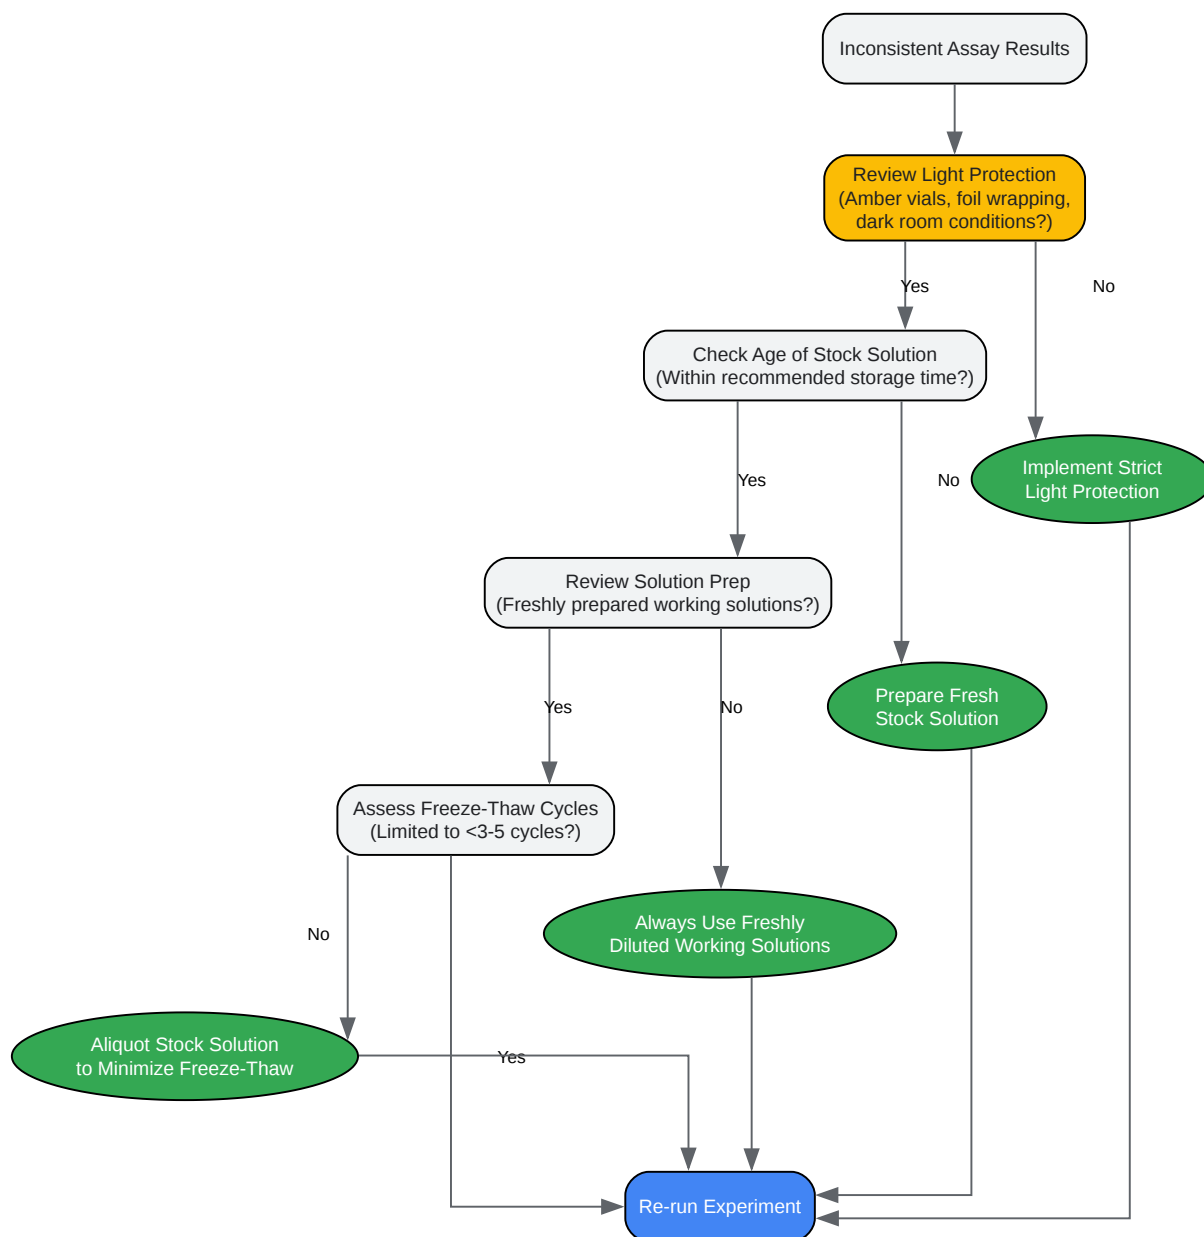 Inconsistent Assay Results
Review Light Protection
(Amber vials, foil wrapping,
dark room conditions?)
Yes
No
Check Age of Stock Solution
(Within recommended storage time?)
Yes
No
Implement Strict
Light Protection
Review Solution Prep
(Freshly prepared working solutions?)
Yes
No
Prepare Fresh
Stock Solution
Assess Freeze-Thaw Cycles
(Limited to <3-5 cycles?)
No
Always Use Freshly
Diluted Working Solutions
Aliquot Stock Solution
to Minimize Freeze-Thaw
Yes
Re-run Experiment